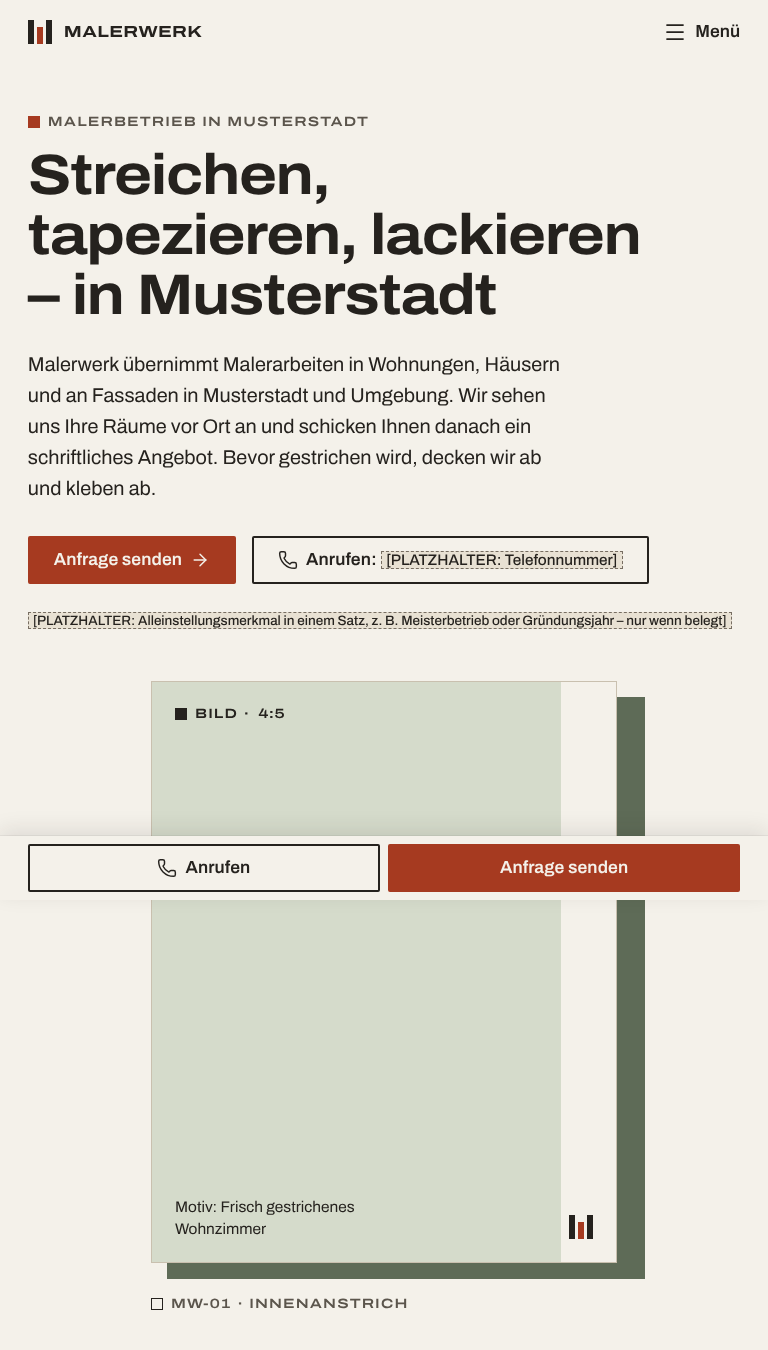 MALERWERK
Menü
MALERBETRIEB IN MUSTERSTADT
Streichen,
tapezieren, lackieren
– in Musterstadt
Malerwerk übernimmt Malerarbeiten in Wohnungen, Häusern
und an Fassaden in Musterstadt und Umgebung. Wir sehen
uns Ihre Räume vor Ort an und schicken Ihnen danach ein
schriftliches Angebot. Bevor gestrichen wird, decken wir ab
und kleben ab.
Anfrage senden
Anrufen: [PLATZHALTER: Telefonnummer]
[PLATZHALTER: Alleinstellungsmerkmal in einem Satz, z. B. Meisterbetrieb oder Gründungsjahr – nur wenn belegt]
BILD · 4:5
Anrufen
Anfrage senden
Motiv: Frisch gestrichenes
Wohnzimmer
MW-01 · INNENANSTRICH